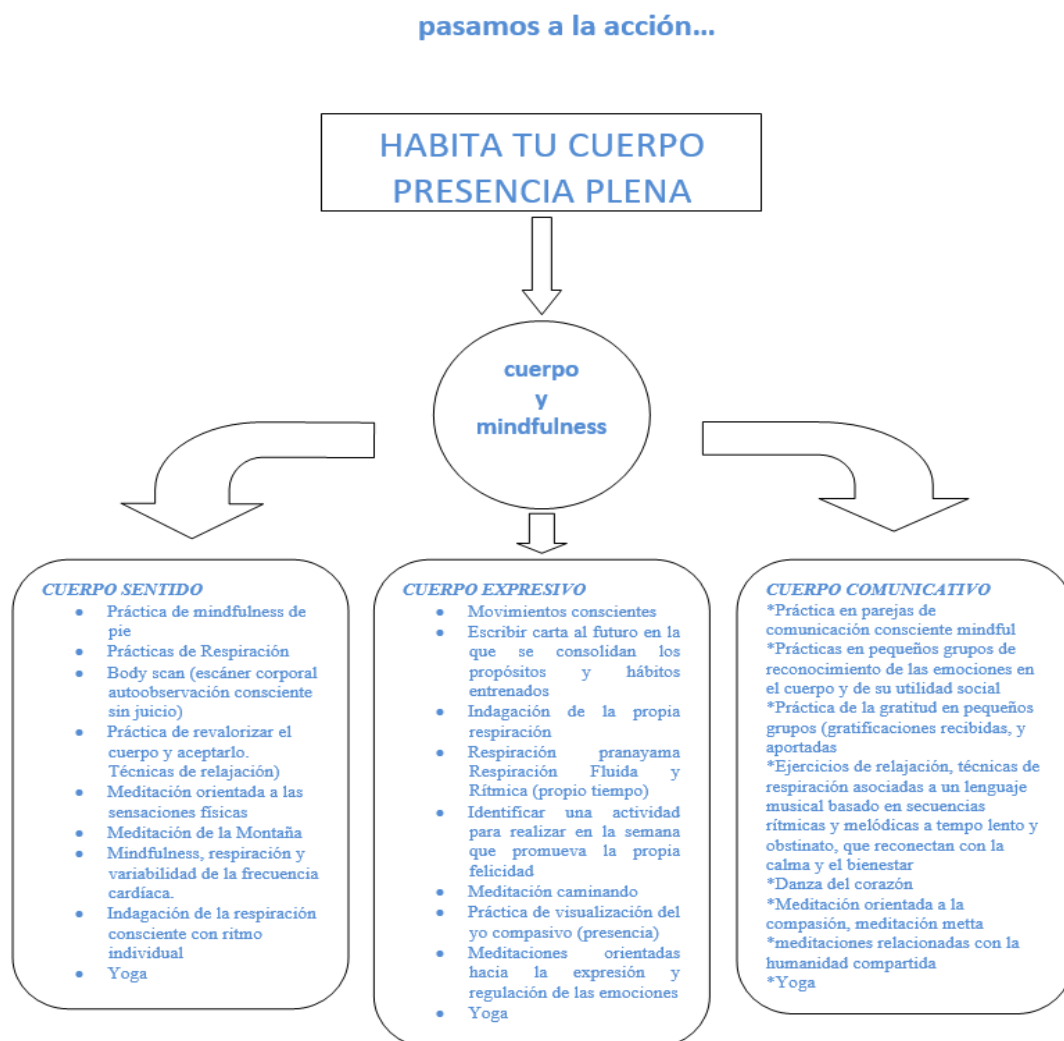 pasamos a la acción...
HABITA TU CUERPO
PRESENCIA PLENA
cuerpo
y
mindfulness
CUERPO SENTIDO
• Práctica de mindfulness de
pie
• Prácticas de Respiración
• Body scan (escáner corporal
autoobservación consciente
sin juicio)
• Práctica de revalorizar el
cuerpo y aceptarlo.
Técnicas de relajación)
• Meditación orientada a las
sensaciones físicas
• Meditación de la Montaña
• Mindfulness, respiración y
variabilidad de la frecuencia
cardíaca.
• Indagación de la respiración
consciente con ritmo
individual
• Yoga
CUERPO EXPRESIVO
• Movimientos conscientes
• Escribir carta al futuro en la
que se consolidan los
propósitos y hábitos
entrenados
• Indagación de la propia
respiración
• Respiración pranayama
Respiración Fluida y
Rítmica (propio tiempo)
• Identificar una actividad
para realizar en la semana
que promueva la propia
felicidad
• Meditación caminando
• Práctica de visualización del
yo compasivo (presencia)
• Meditaciones orientadas
hacia la expresión y
regulación de las emociones
• Yoga
CUERPO COMUNICATIVO
*Práctica en parejas de
comunicación consciente mindful
*Prácticas en pequeños grupos de
reconocimiento de las emociones en
el cuerpo y de su utilidad social
*Práctica de la gratitud en pequeños
grupos (gratificaciones recibidas, y
aportadas
*Ejercicios de relajación, técnicas de
respiración asociadas a un lenguaje
musical basado en secuencias
rítmicas y melódicas a tempo lento y
obstinato, que reconectan con la
calma y el bienestar
*Danza del corazón
*Meditación orientada a la
compasión, meditación metta
*meditaciones relacionadas con la
humanidad compartida
*Yoga